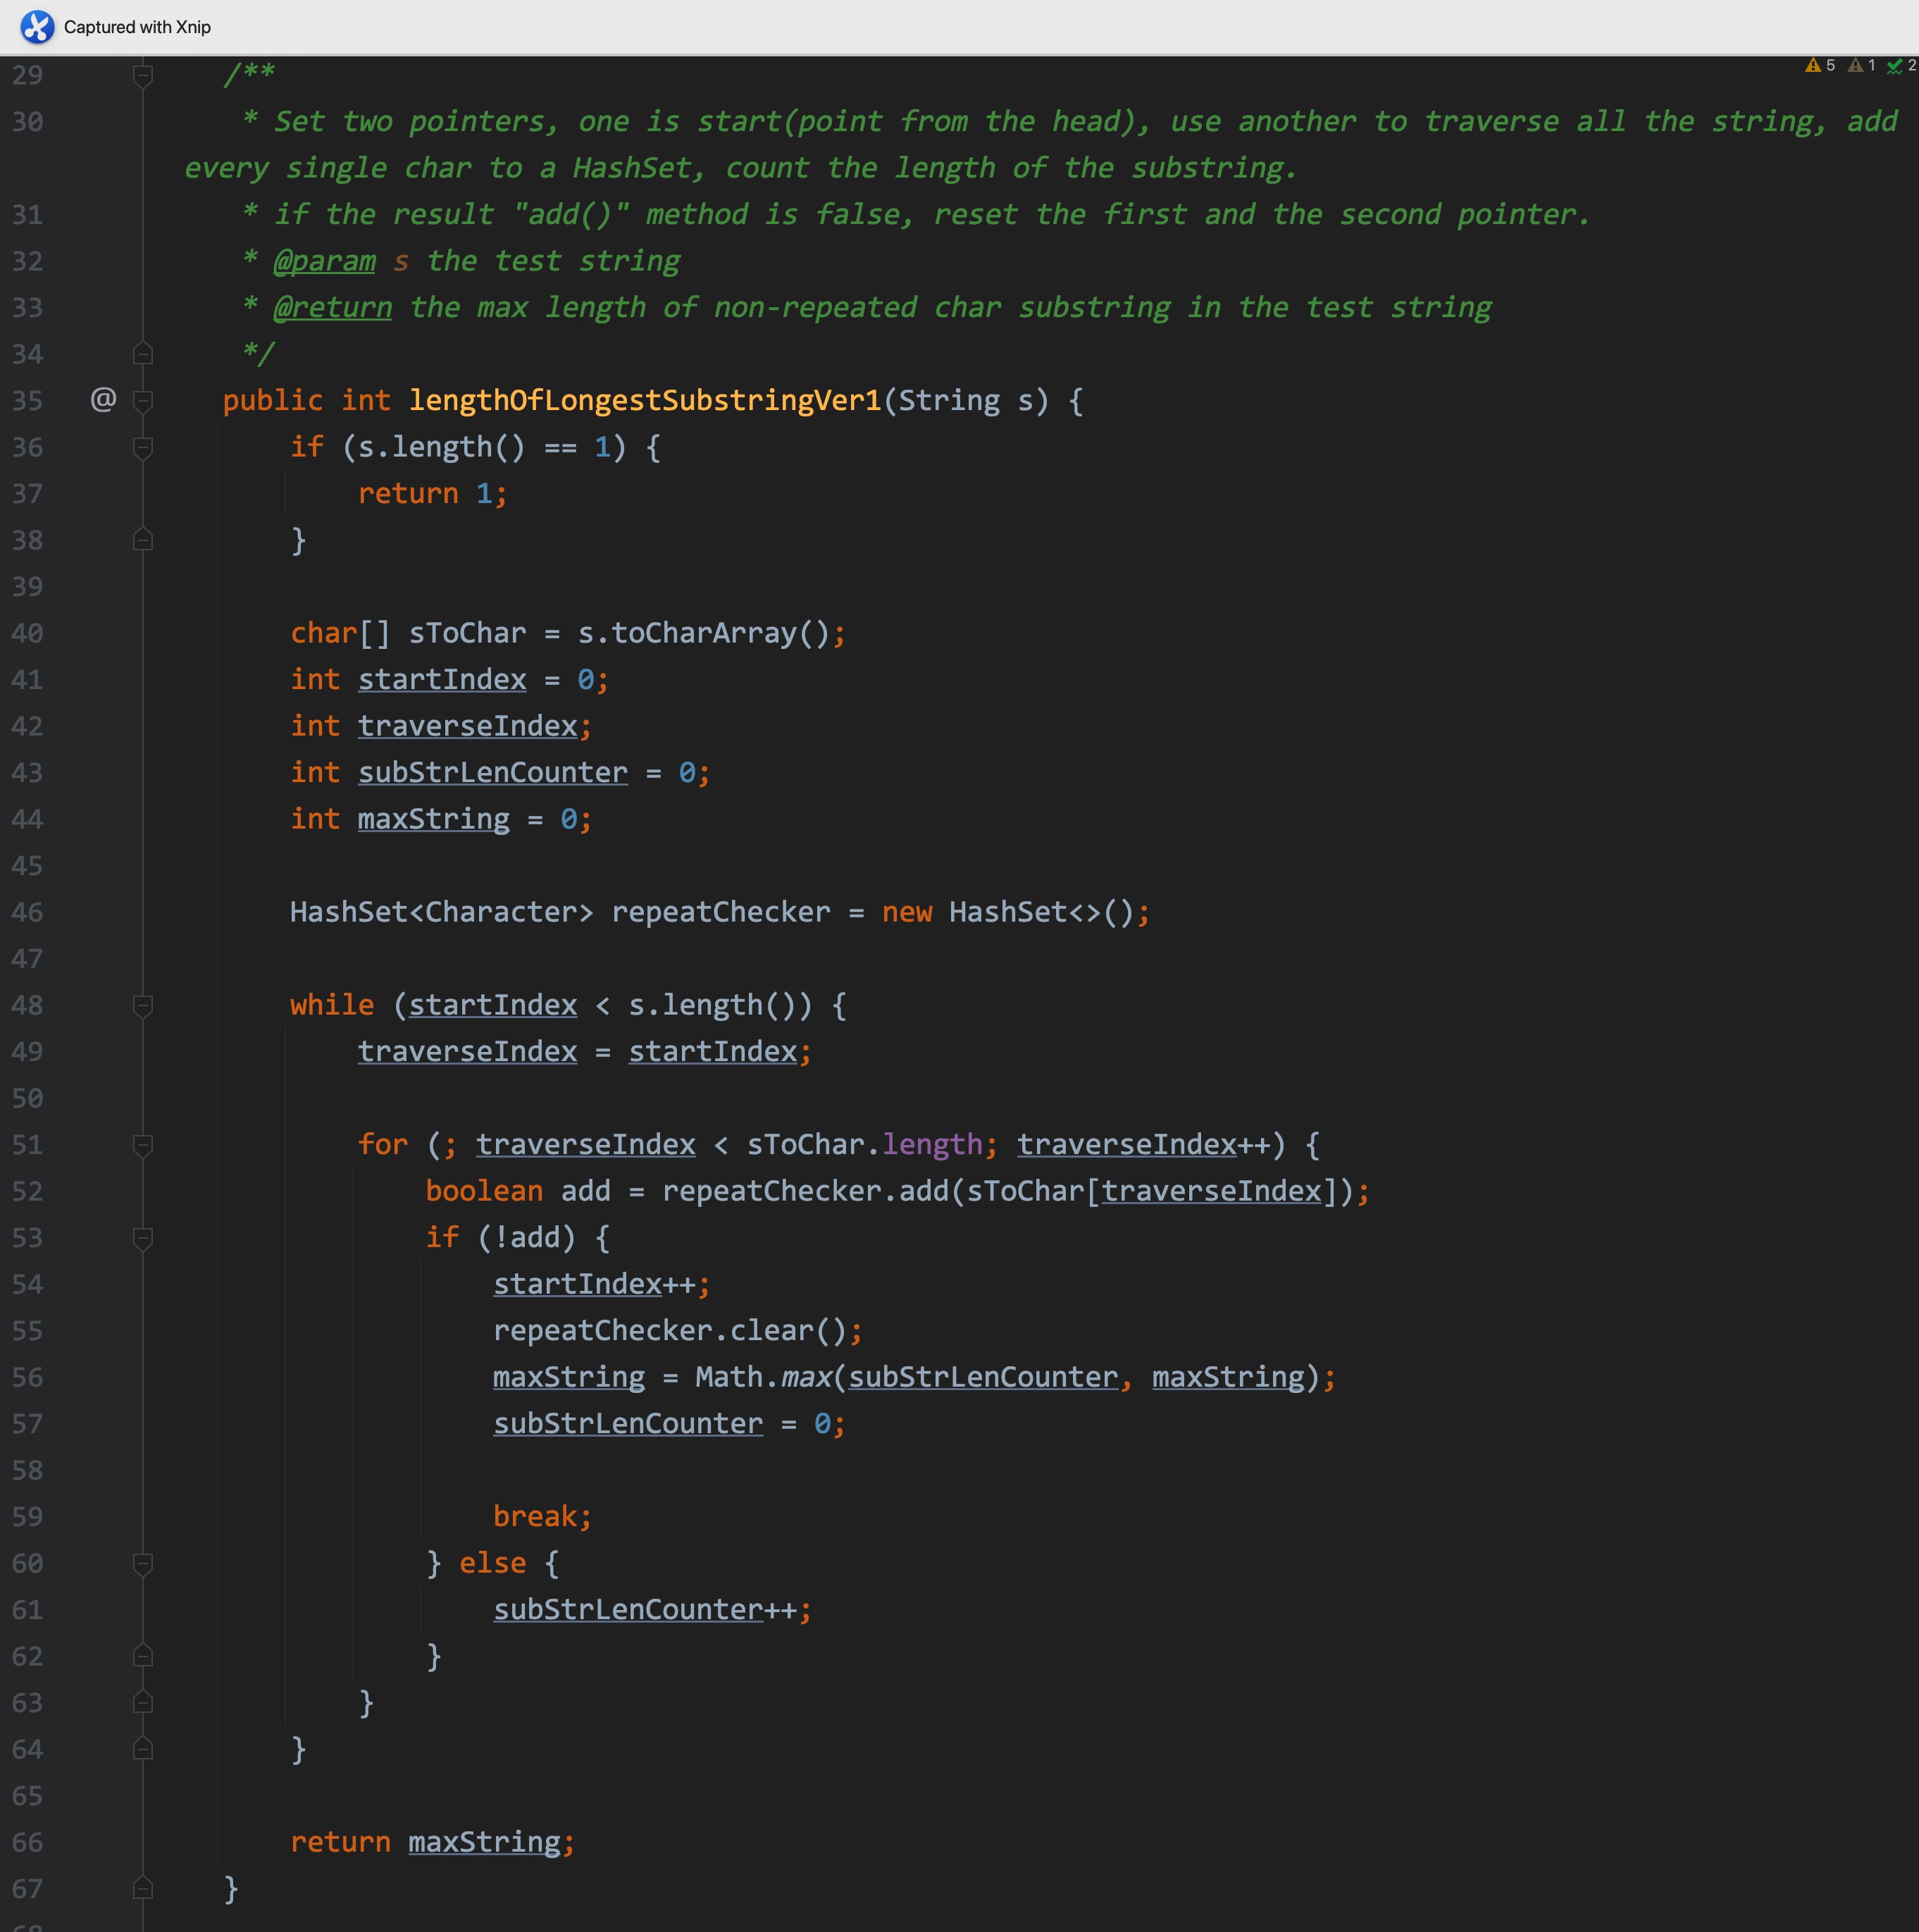 Captured with Xnip
5 1 2
29 /**
30 * Set two pointers, one is start(point from the head), use another to traverse all the string, add
every single char to a HashSet, count the length of the substring.
31 * if the result "add()" method is false, reset the first and the second pointer.
32 * @param s the test string
33 * @return the max length of non-repeated char substring in the test string
34 */
35 @ public int lengthOfLongestSubstringVer1(String s) {
36 if (s.length() == 1) {
37 return 1;
38 }
39
40 char[] sToChar = s.toCharArray();
41 int startIndex = 0;
42 int traverseIndex;
43 int subStrLenCounter = 0;
44 int maxString = 0;
45
46 HashSet<Character> repeatChecker = new HashSet<>();
47
48 while (startIndex < s.length()) {
49 traverseIndex = startIndex;
50
51 for (; traverseIndex < sToChar.length; traverseIndex++) {
52 boolean add = repeatChecker.add(sToChar[traverseIndex]);
53 if (!add) {
54 startIndex++;
55 repeatChecker.clear();
56 maxString = Math.max(subStrLenCounter, maxString);
57 subStrLenCounter = 0;
58
59 break;
60 } else {
61 subStrLenCounter++;
62 }
63 }
64 }
65
66 return maxString;
67 }